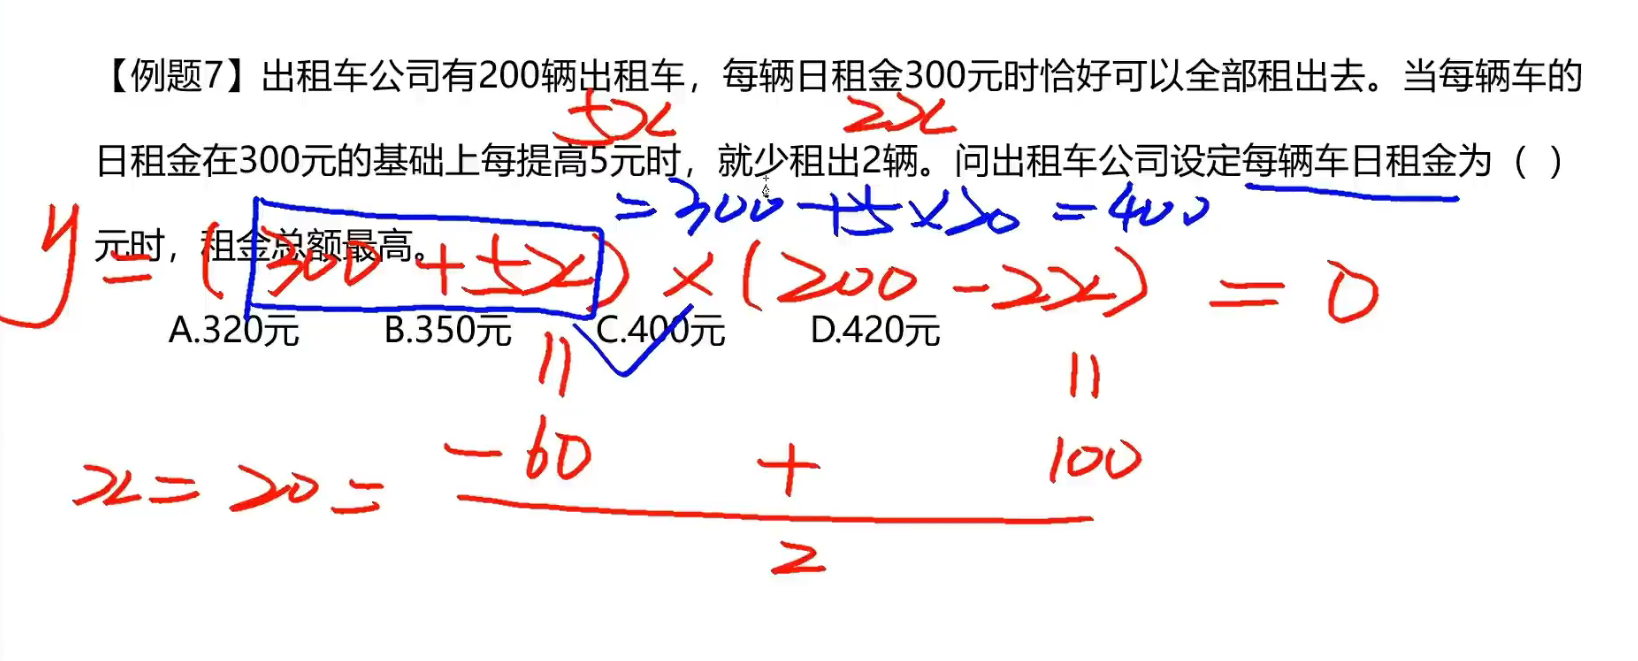 【例题7】出租车公司有200辆出租车，每辆日租金300元时恰好可以全部租出去。当每辆车的
5x 2x
日租金在300元的基础上每提高5元时，就少租出2辆。问出租车公司设定每辆车日租金为（ ）
=300+5×20=400
元时，租金总额最高。
y=(300+5x)×(200-2x)=0
A.320元 B.350元 C.400元 D.420元
|| ||
-60 + 100
x=20=
2